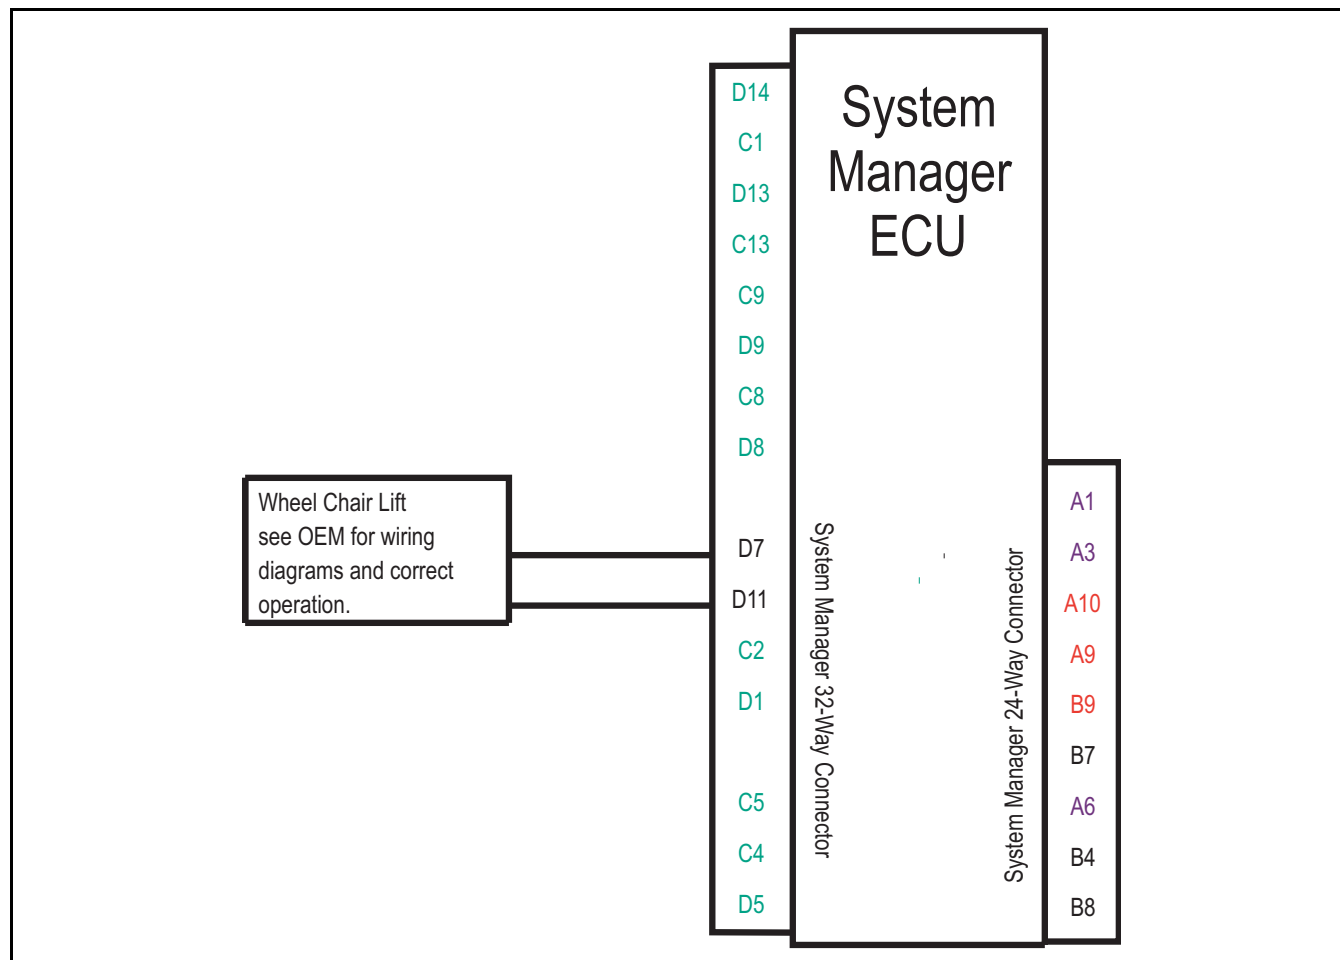 System
Manager
ECU
D14
C1
D13
C13
C9
D9
C8
D8
D7
D11
C2
D1
C5
C4
D5
Wheel Chair Lift
see OEM for wiring
diagrams and correct
operation.
System Manager 32-Way Connector
System Manager 24-Way Connector
A1
A3
A10
A9
B9
B7
A6
B4
B8